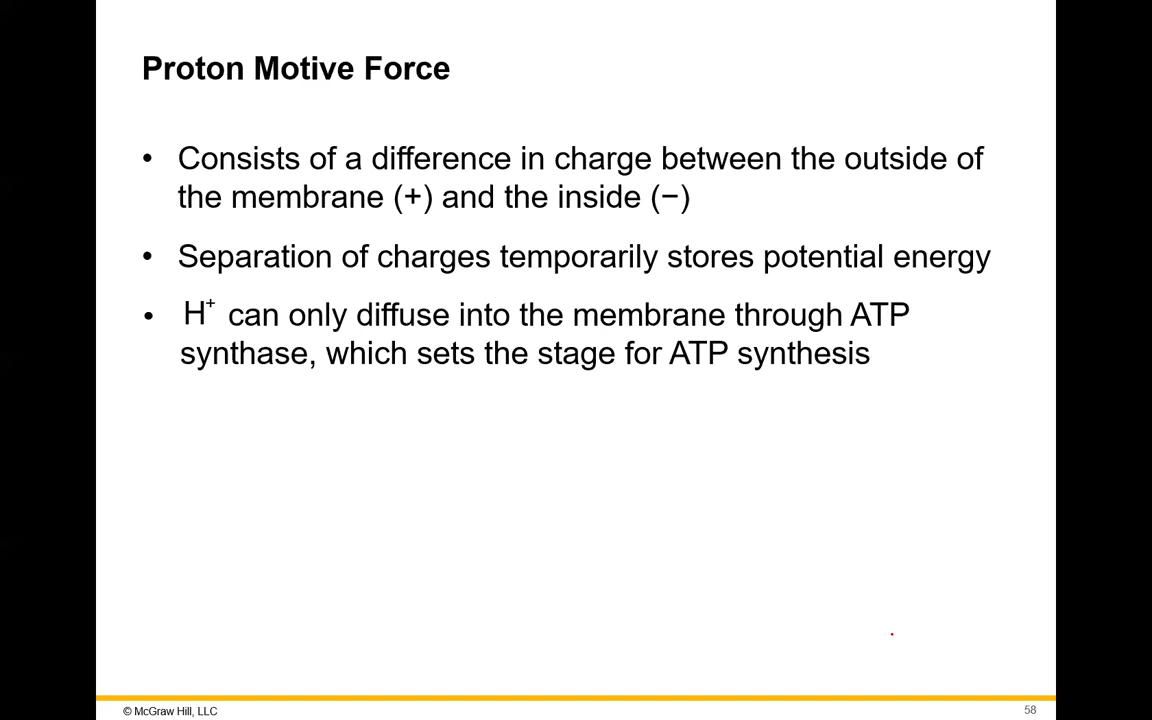 Proton Motive Force
• Consists of a difference in charge between the outside of
the membrane (+) and the inside (−)
• Separation of charges temporarily stores potential energy
• H⁺ can only diffuse into the membrane through ATP
synthase, which sets the stage for ATP synthesis
© McGraw Hill, LLC
58